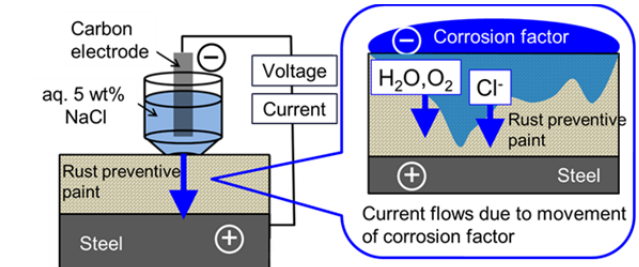 Carbon
electrode
−
aq. 5 wt%
NaCl
Voltage
Current
Rust preventive
paint
Steel
+
− Corrosion factor
H₂O,O₂
Cl⁻
Rust preventive
paint
+ Steel
Current flows due to movement
of corrosion factor